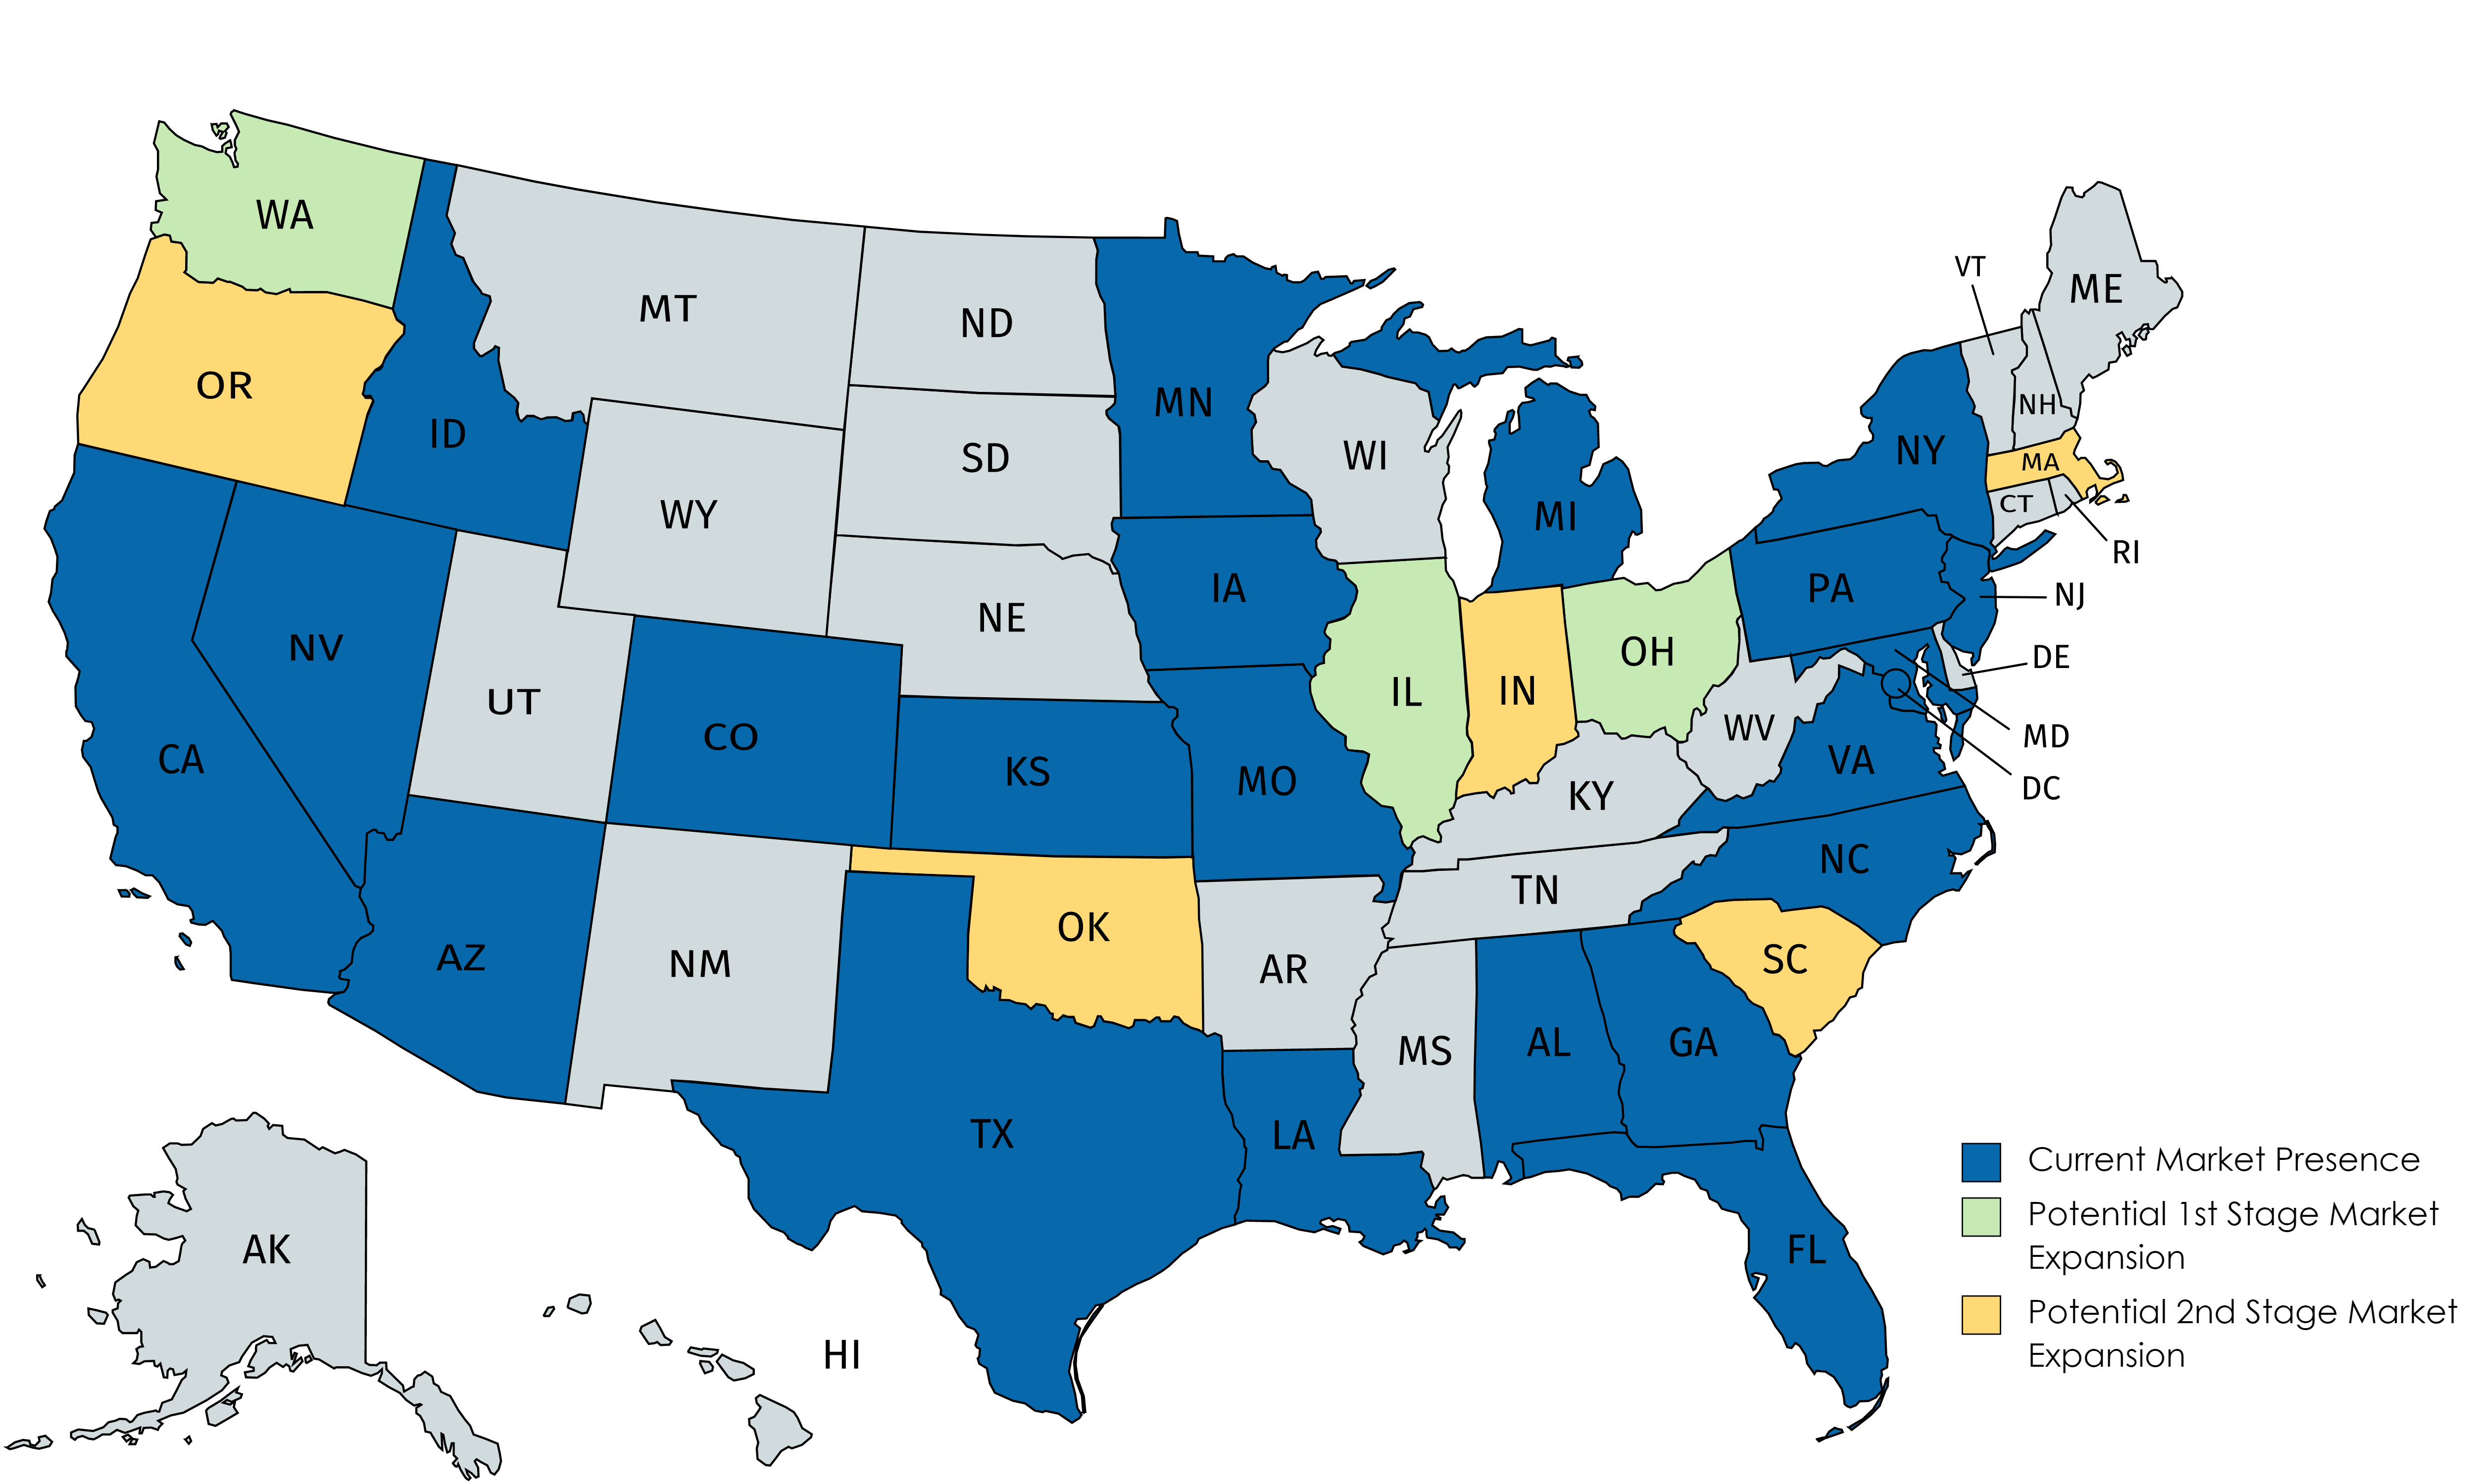 WA
VT
ME
MT
ND
OR
MN
NH
ID
NY
SD
WI
MA
CT
WY
MI
RI
IA
PA
NJ
NE
NV
OH
DE
UT
IL
IN
CO
WV
MD
KS
VA
CA
MO
DC
KY
NC
TN
OK
AZ
NM
SC
AR
MS
AL
GA
TX
LA
Current Market Presence
Potential 1st Stage Market
Expansion
AK
FL
Potential 2nd Stage Market
Expansion
HI